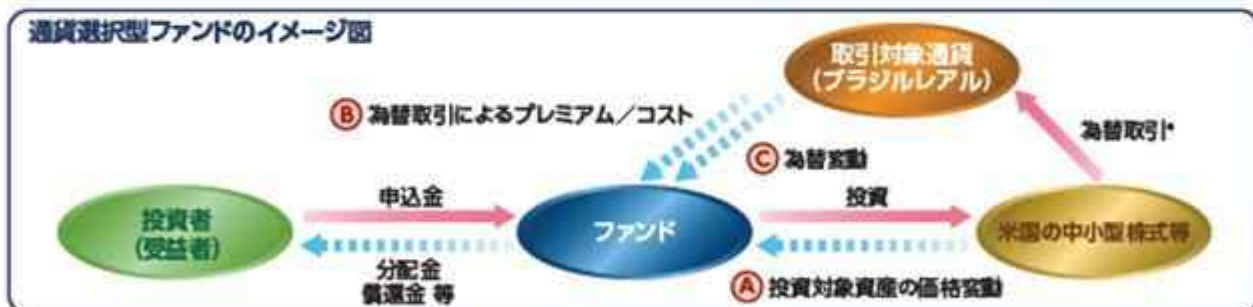 通貨選択型ファンドのイメージ図
取引対象通貨
(ブラジルレアル)
Ⓑ 為替取引によるプレミアム/コスト
為替取引*
Ⓒ 為替変動
申込金
投資
投資者
(受益者)
ファンド
米国の中小型株式等
分配金
償還金 等
Ⓐ 投資対象資産の価格変動